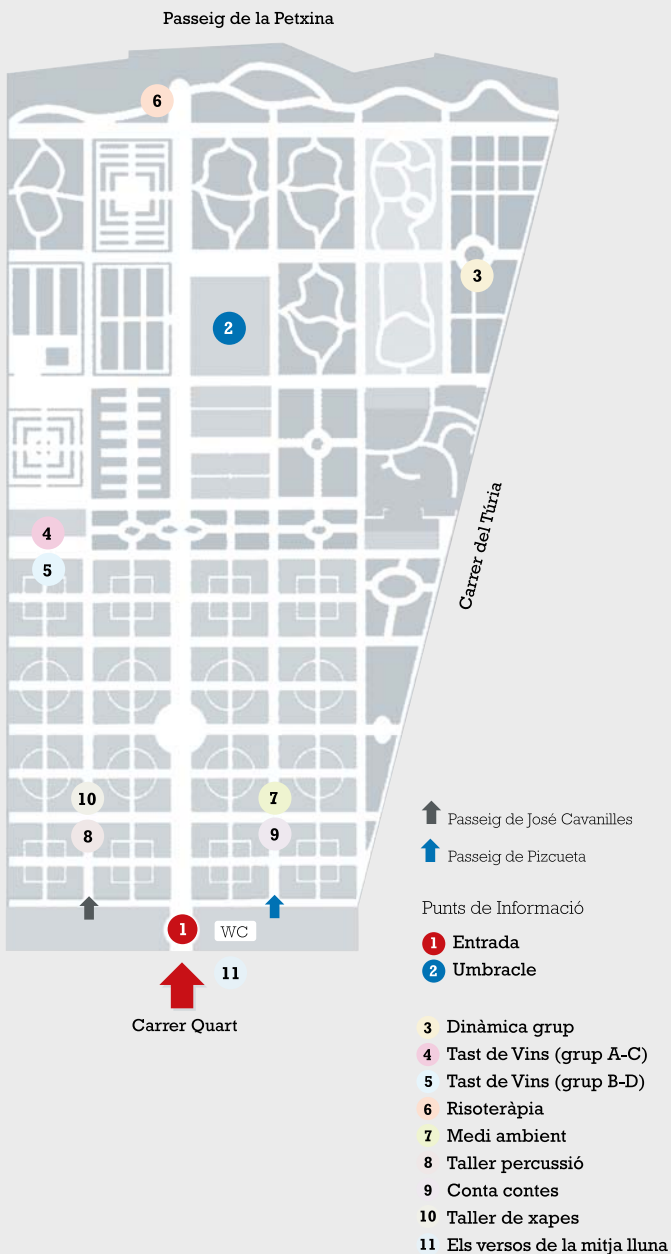 Passeig de la Petxina
6
3
2
4
5
Carrer del Túria
10
7
8
9
1
WC
11
Carrer Quart
Passeig de José Cavanilles
Passeig de Pizcueta
Punts de Informació
1 Entrada
2 Umbracle
3 Dinàmica grup
4 Tast de Vins (grup A-C)
5 Tast de Vins (grup B-D)
6 Risoteràpia
7 Medi ambient
8 Taller percussió
9 Conta contes
10 Taller de xapes
11 Els versos de la mitja lluna